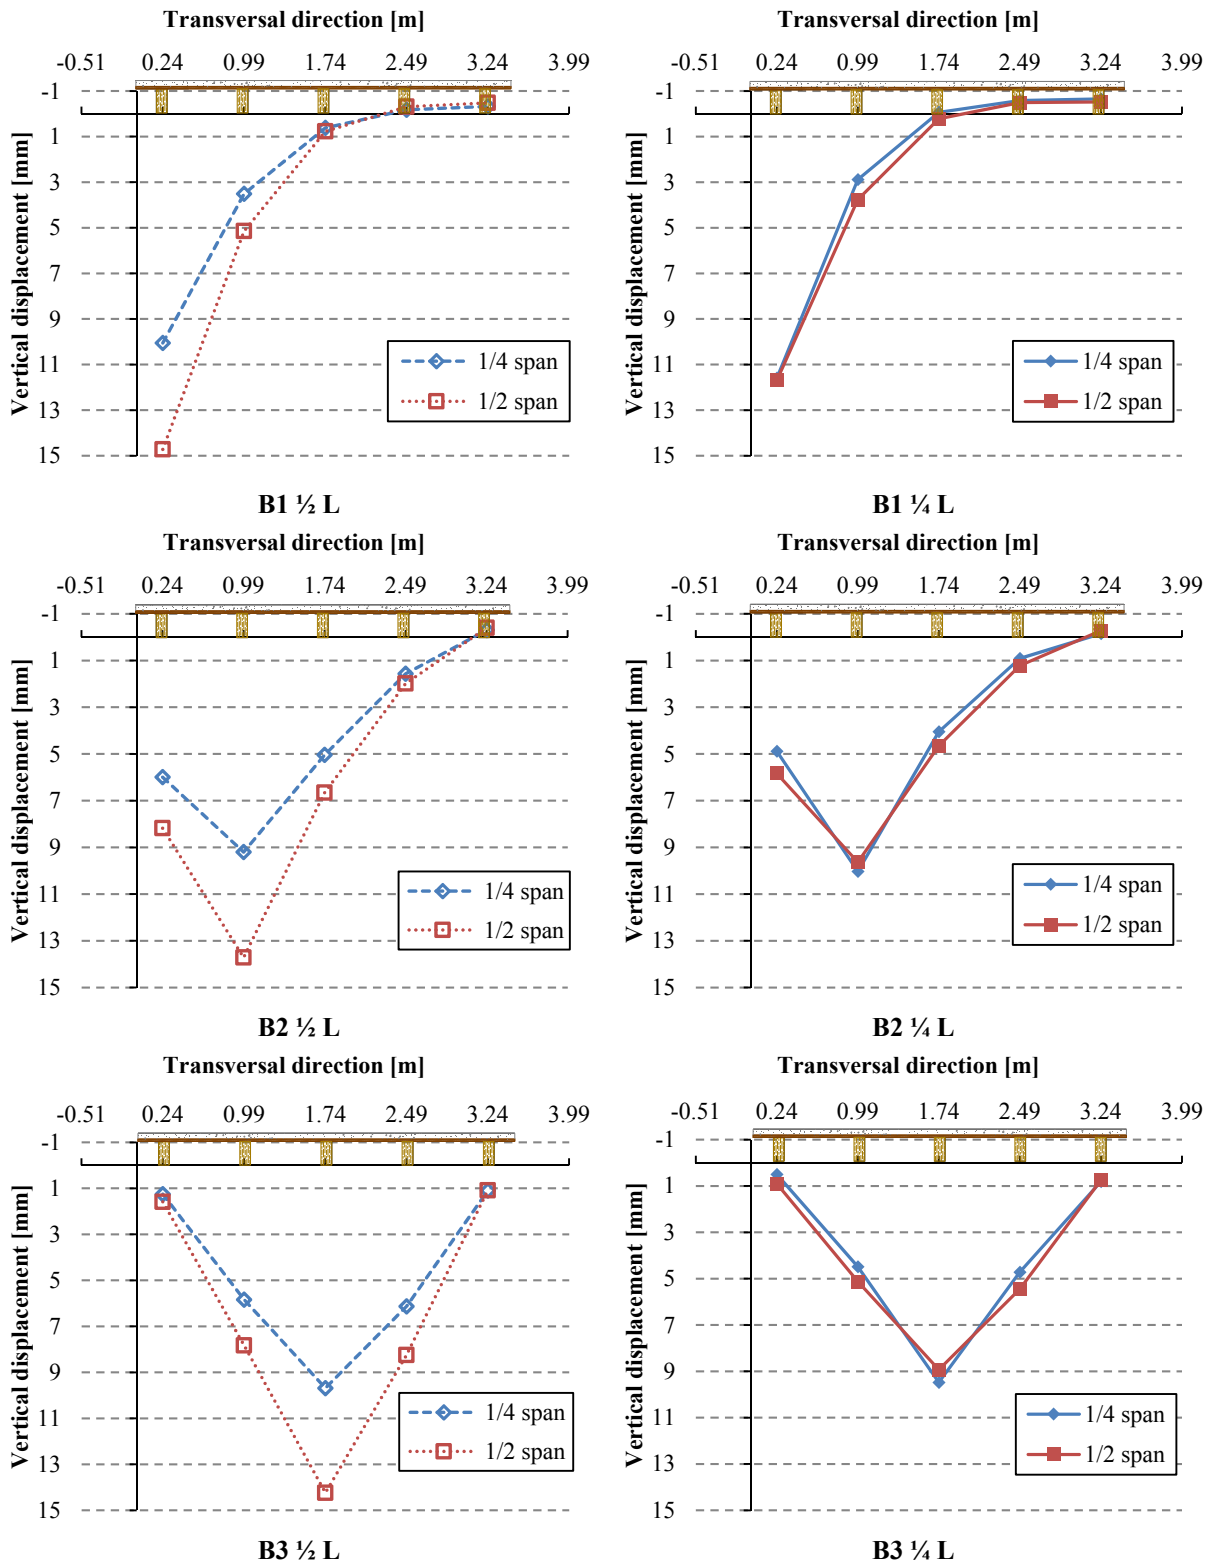 Transversal direction [m]
-0.51 0.24 0.99 1.74 2.49 3.24 3.99
Vertical displacement [mm]
-1
1
3
5
7
9
11
13
15
1/4 span
1/2 span
B1 ½ L
Transversal direction [m]
-0.51 0.24 0.99 1.74 2.49 3.24 3.99
Vertical displacement [mm]
-1
1
3
5
7
9
11
13
15
1/4 span
1/2 span
B1 ¼ L
Transversal direction [m]
-0.51 0.24 0.99 1.74 2.49 3.24 3.99
Vertical displacement [mm]
-1
1
3
5
7
9
11
13
15
1/4 span
1/2 span
B2 ½ L
Transversal direction [m]
-0.51 0.24 0.99 1.74 2.49 3.24 3.99
Vertical displacement [mm]
-1
1
3
5
7
9
11
13
15
1/4 span
1/2 span
B2 ¼ L
Transversal direction [m]
-0.51 0.24 0.99 1.74 2.49 3.24 3.99
Vertical displacement [mm]
-1
1
3
5
7
9
11
13
15
1/4 span
1/2 span
B3 ½ L
Transversal direction [m]
-0.51 0.24 0.99 1.74 2.49 3.24 3.99
Vertical displacement [mm]
-1
1
3
5
7
9
11
13
15
1/4 span
1/2 span
B3 ¼ L